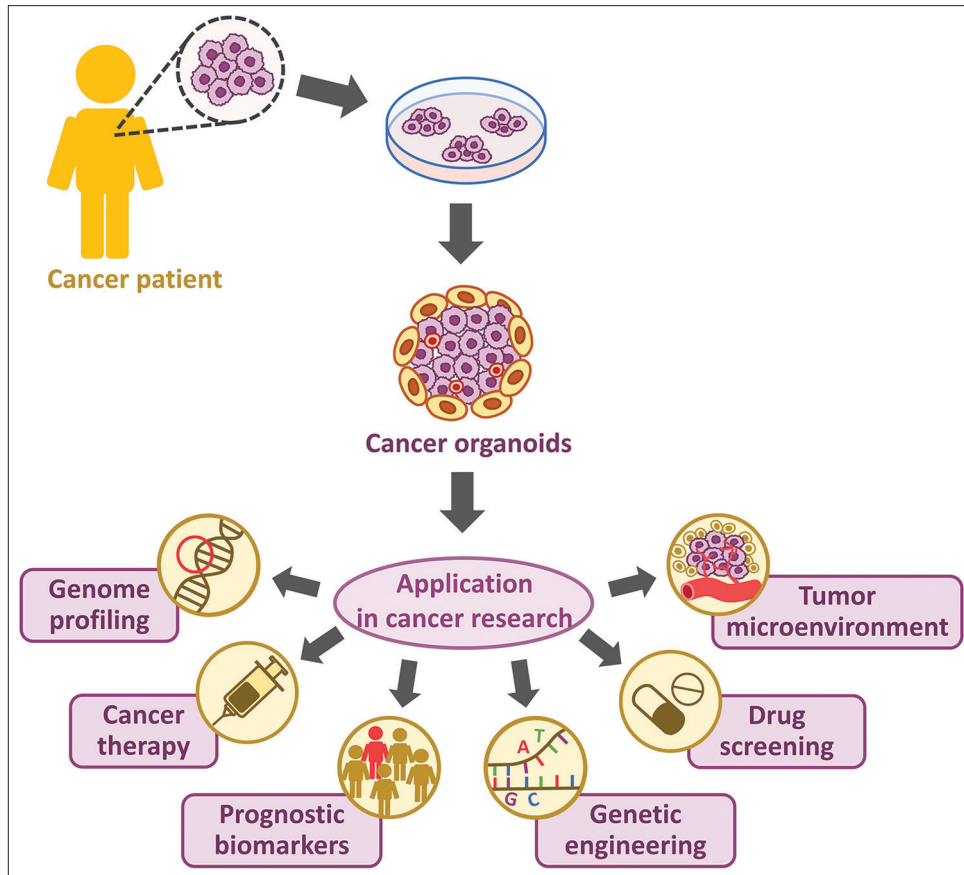 Cancer patient
Cancer organoids
Application
in cancer research
Genome
profiling
Tumor
microenvironment
Cancer
therapy
Drug
screening
Prognostic
biomarkers
A
T
G
C
Genetic
engineering